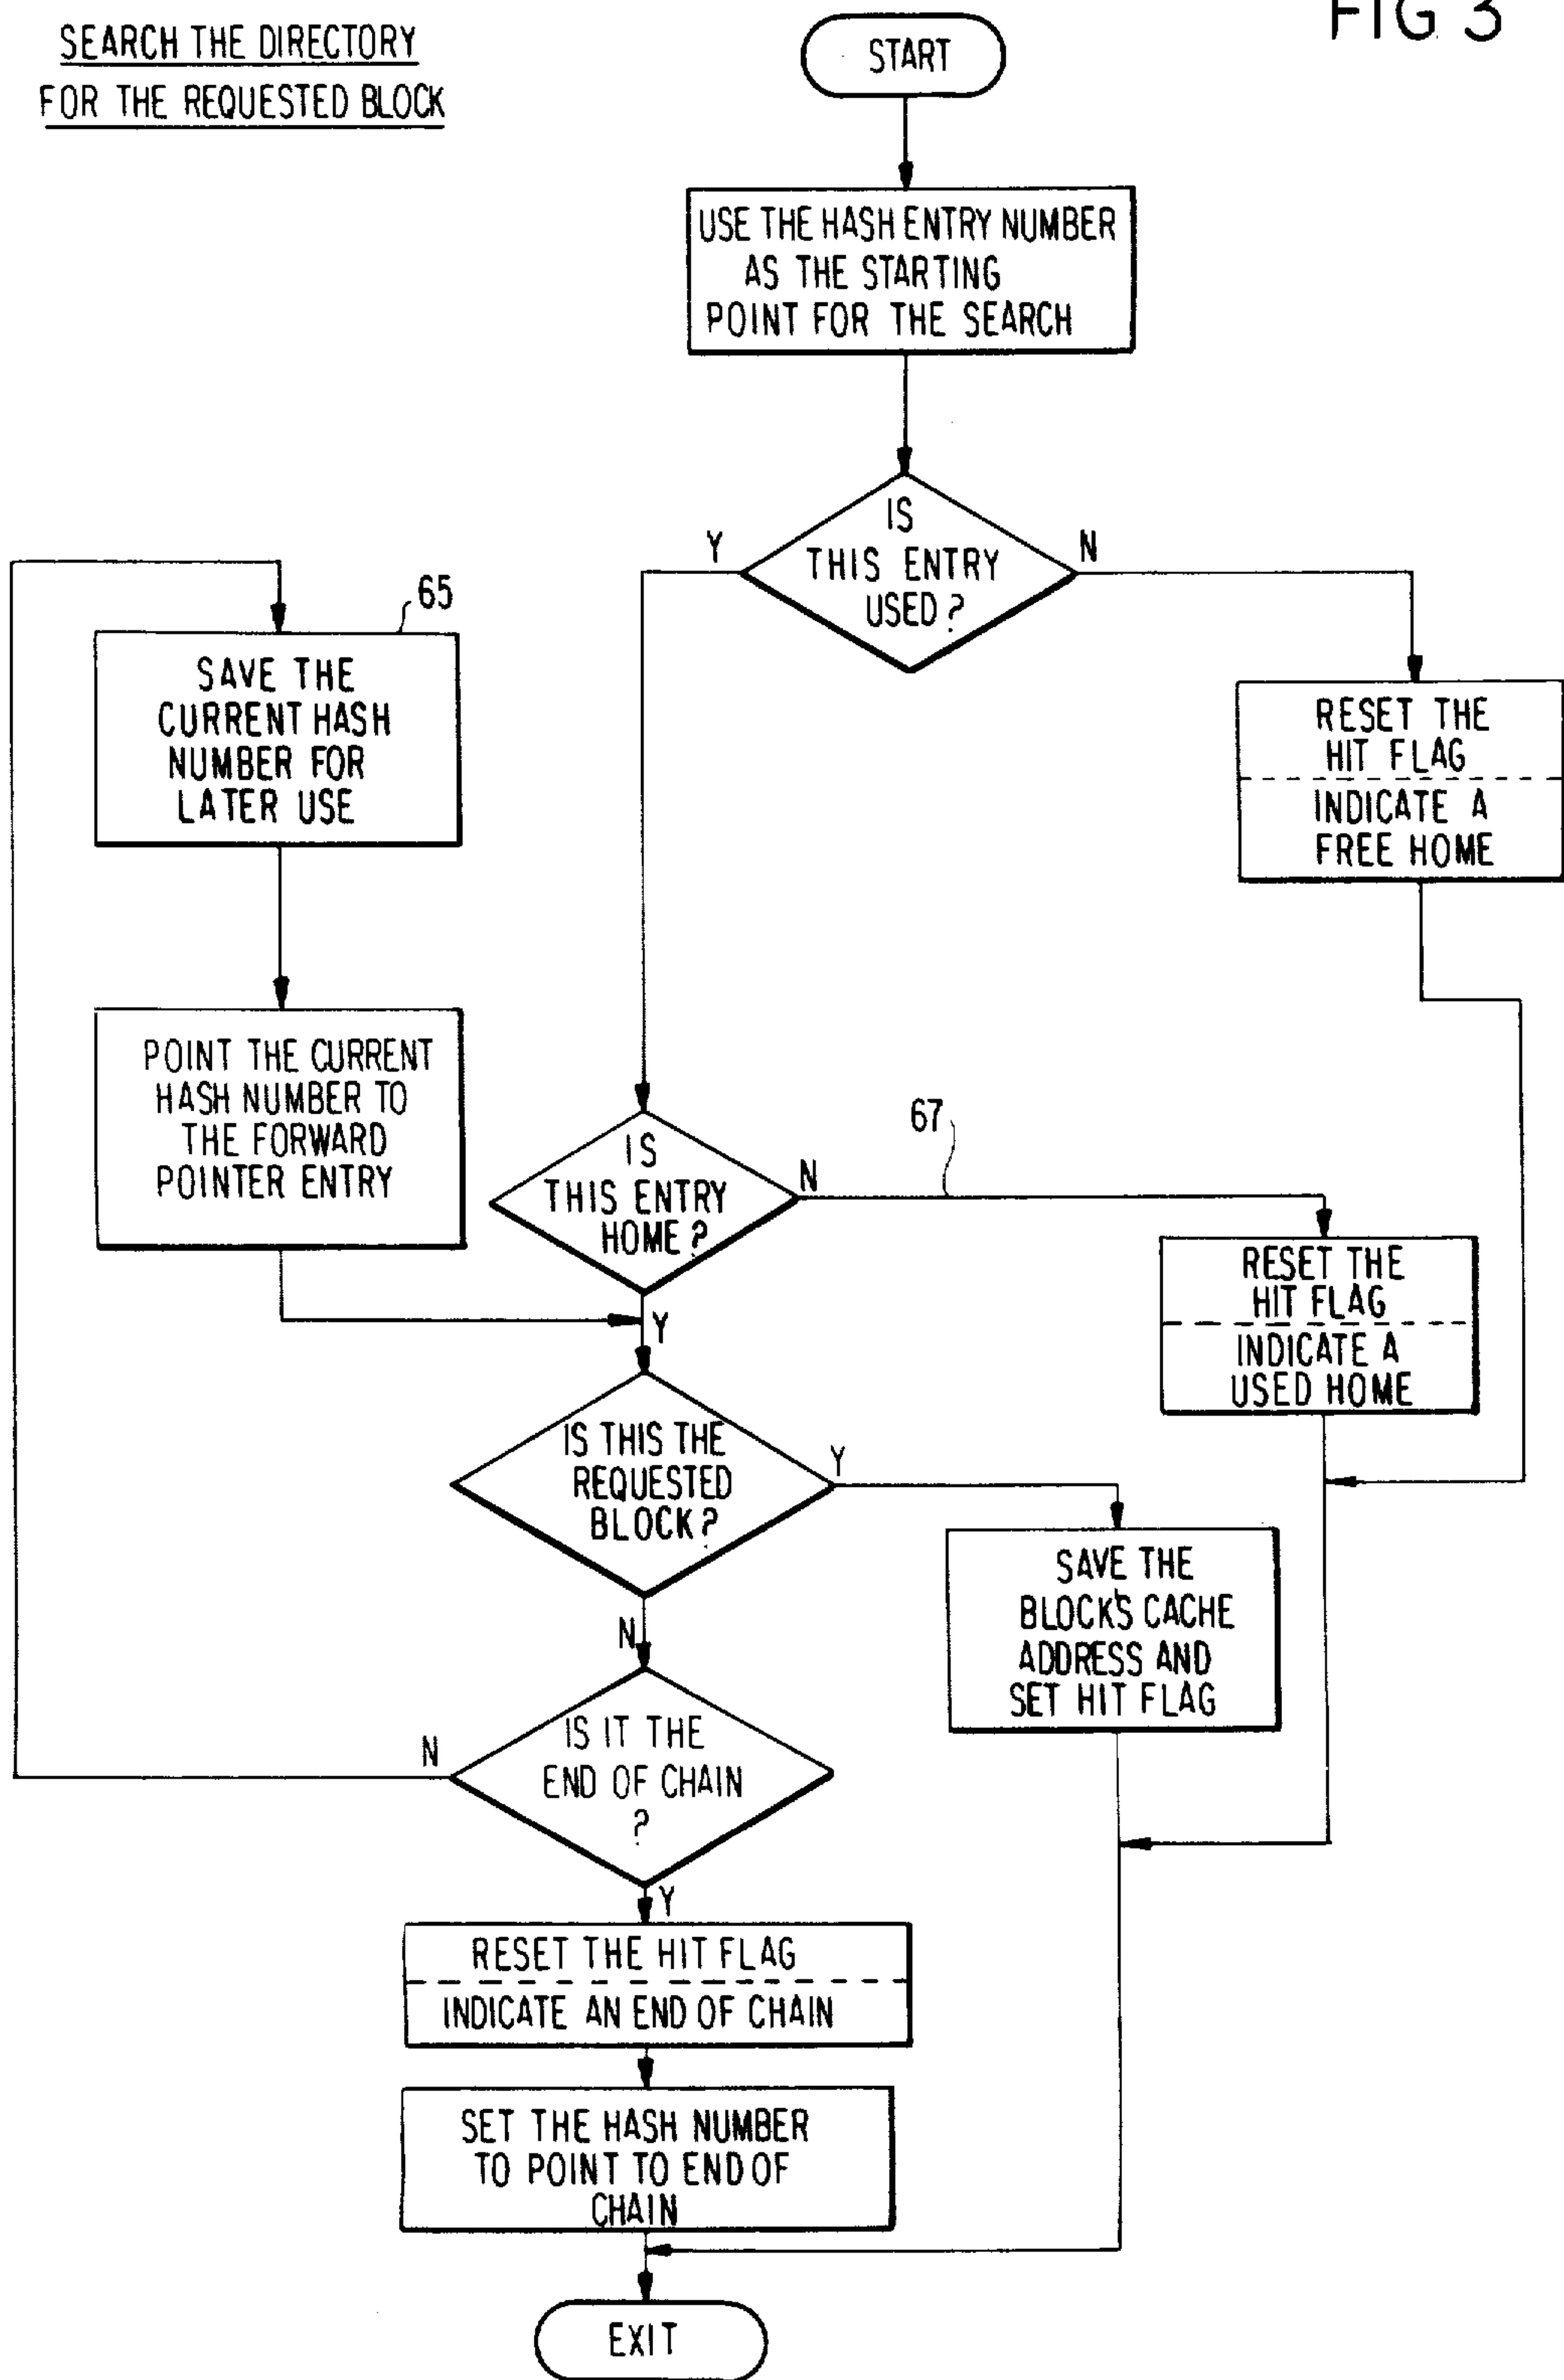 SEARCH THE DIRECTORY
FOR THE REQUESTED BLOCK
FIG 3
START
USE THE HASH ENTRY NUMBER
AS THE STARTING
POINT FOR THE SEARCH
IS
THIS ENTRY
USED?
Y
N
65
SAVE THE
CURRENT HASH
NUMBER FOR
LATER USE
RESET THE
HIT FLAG
INDICATE A
FREE HOME
POINT THE CURRENT
HASH NUMBER TO
THE FORWARD
POINTER ENTRY
IS
THIS ENTRY
HOME?
N
67
Y
RESET THE
HIT FLAG
INDICATE A
USED HOME
IS THIS THE
REQUESTED
BLOCK?
Y
N
SAVE THE
BLOCK'S CACHE
ADDRESS AND
SET HIT FLAG
IS IT THE
END OF CHAIN
?
N
Y
RESET THE HIT FLAG
INDICATE AN END OF CHAIN
SET THE HASH NUMBER
TO POINT TO END OF
CHAIN
EXIT